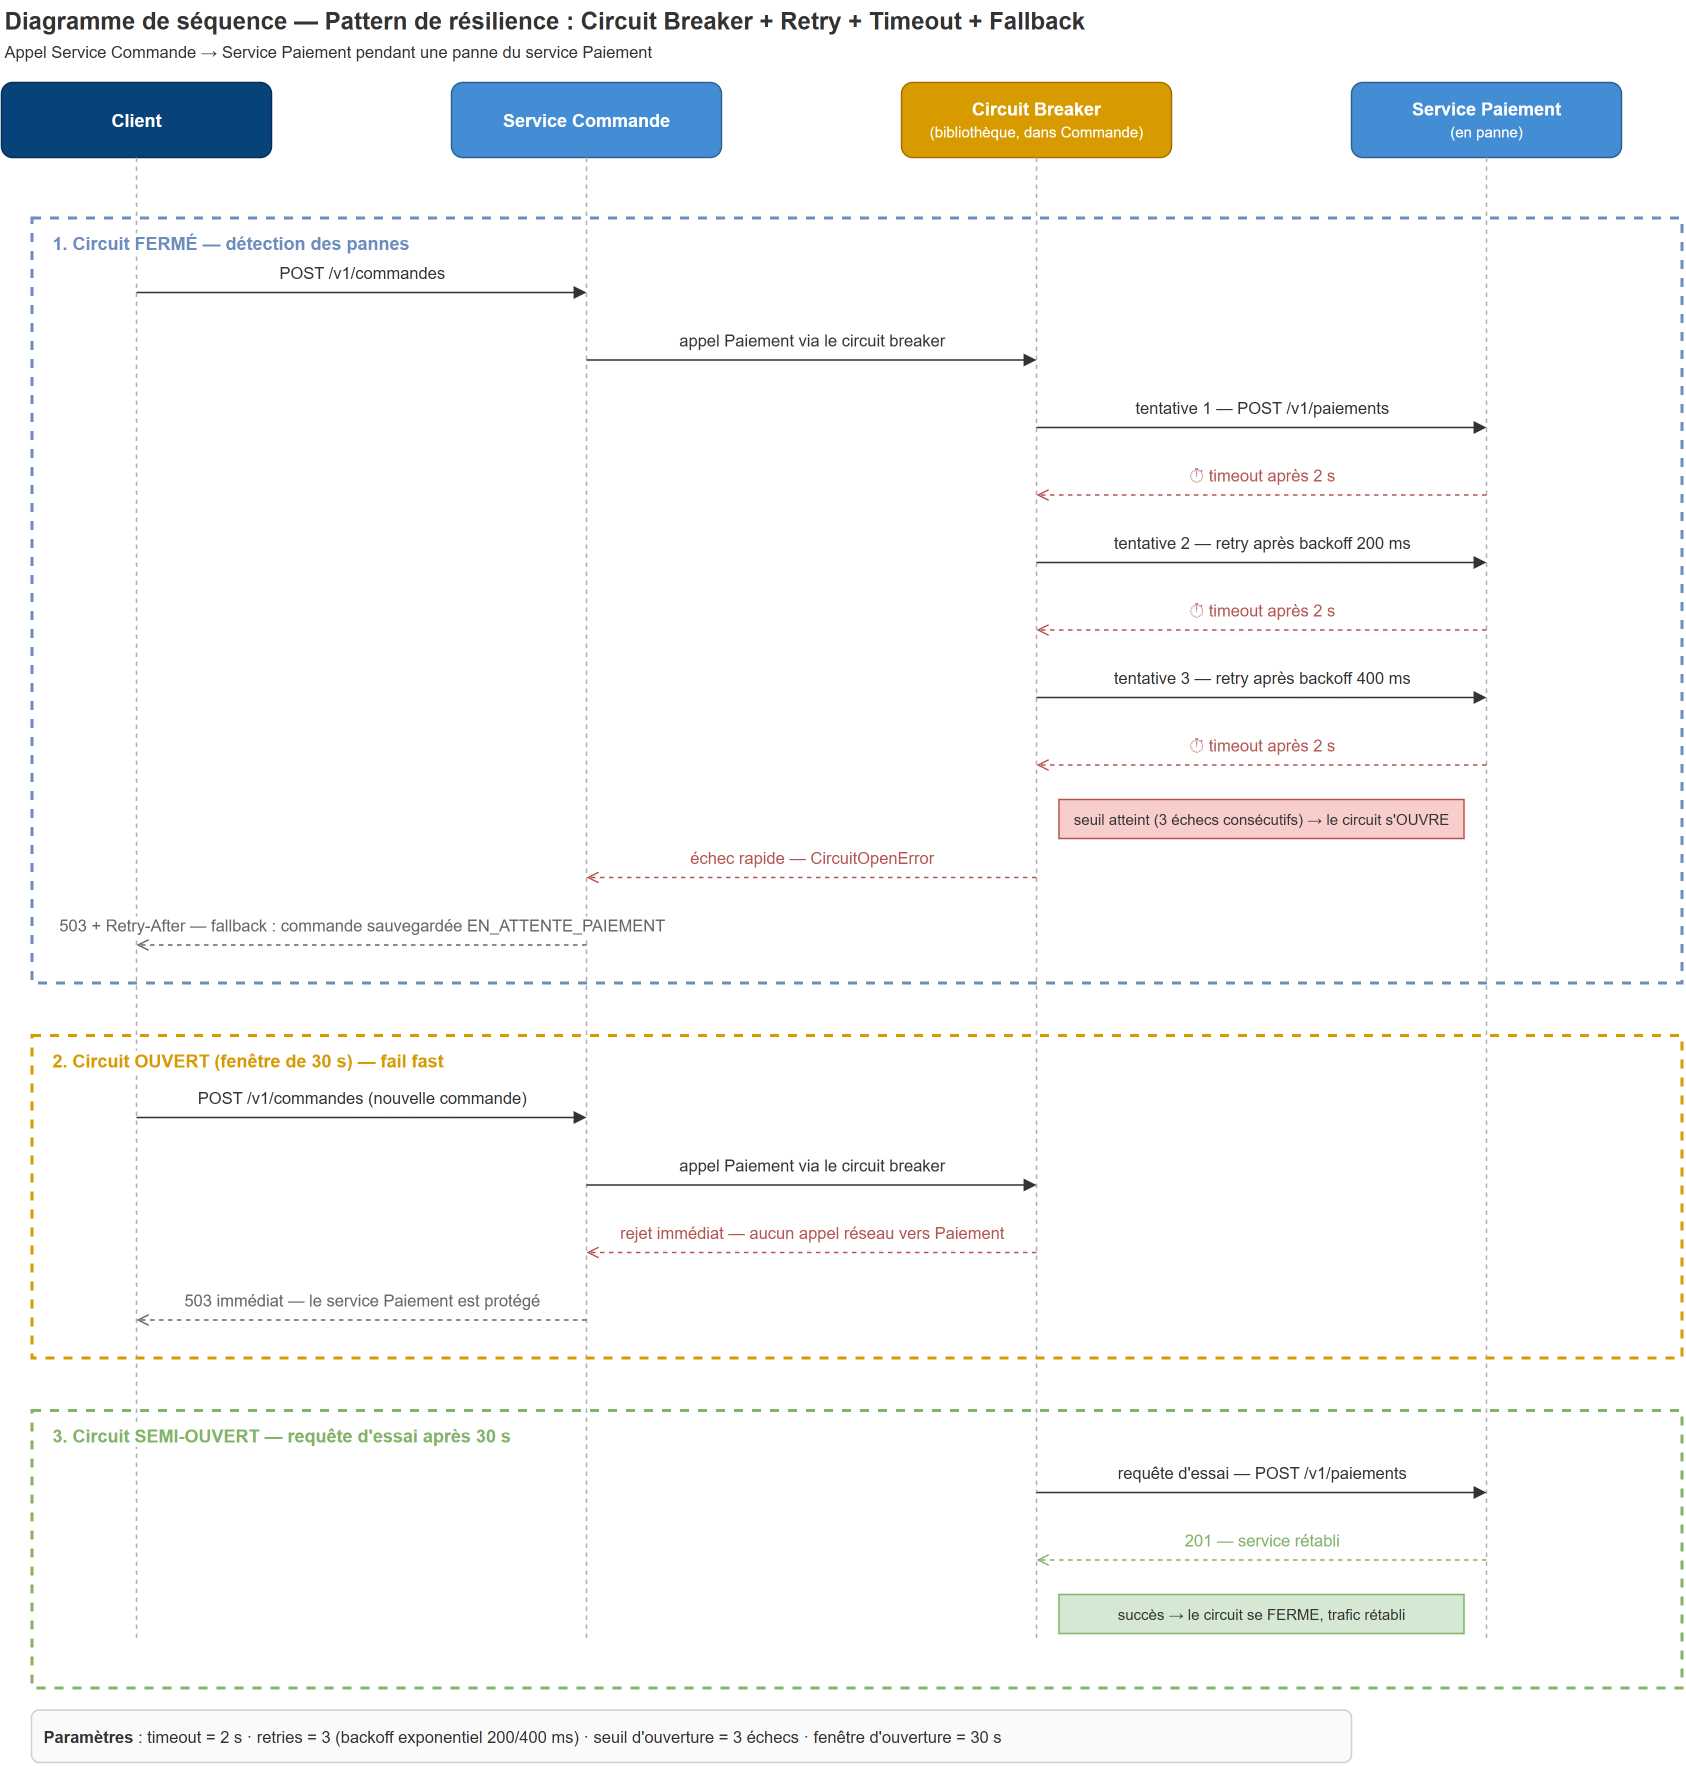 Diagramme de séquence — Pattern de résilience : Circuit Breaker + Retry + Timeout + Fallback
Appel Service Commande → Service Paiement pendant une panne du service Paiement
Client
Service Commande
Circuit Breaker
(bibliothèque, dans Commande)
Service Paiement
(en panne)
1. Circuit FERMÉ — détection des pannes
POST /v1/commandes
appel Paiement via le circuit breaker
tentative 1 — POST /v1/paiements
⏱ timeout après 2 s
tentative 2 — retry après backoff 200 ms
⏱ timeout après 2 s
tentative 3 — retry après backoff 400 ms
⏱ timeout après 2 s
seuil atteint (3 échecs consécutifs) → le circuit s'OUVRE
échec rapide — CircuitOpenError
503 + Retry-After — fallback : commande sauvegardée EN_ATTENTE_PAIEMENT
2. Circuit OUVERT (fenêtre de 30 s) — fail fast
POST /v1/commandes (nouvelle commande)
appel Paiement via le circuit breaker
rejet immédiat — aucun appel réseau vers Paiement
503 immédiat — le service Paiement est protégé
3. Circuit SEMI-OUVERT — requête d'essai après 30 s
requête d'essai — POST /v1/paiements
201 — service rétabli
succès → le circuit se FERME, trafic rétabli
Paramètres : timeout = 2 s · retries = 3 (backoff exponentiel 200/400 ms) · seuil d'ouverture = 3 échecs · fenêtre d'ouverture = 30 s